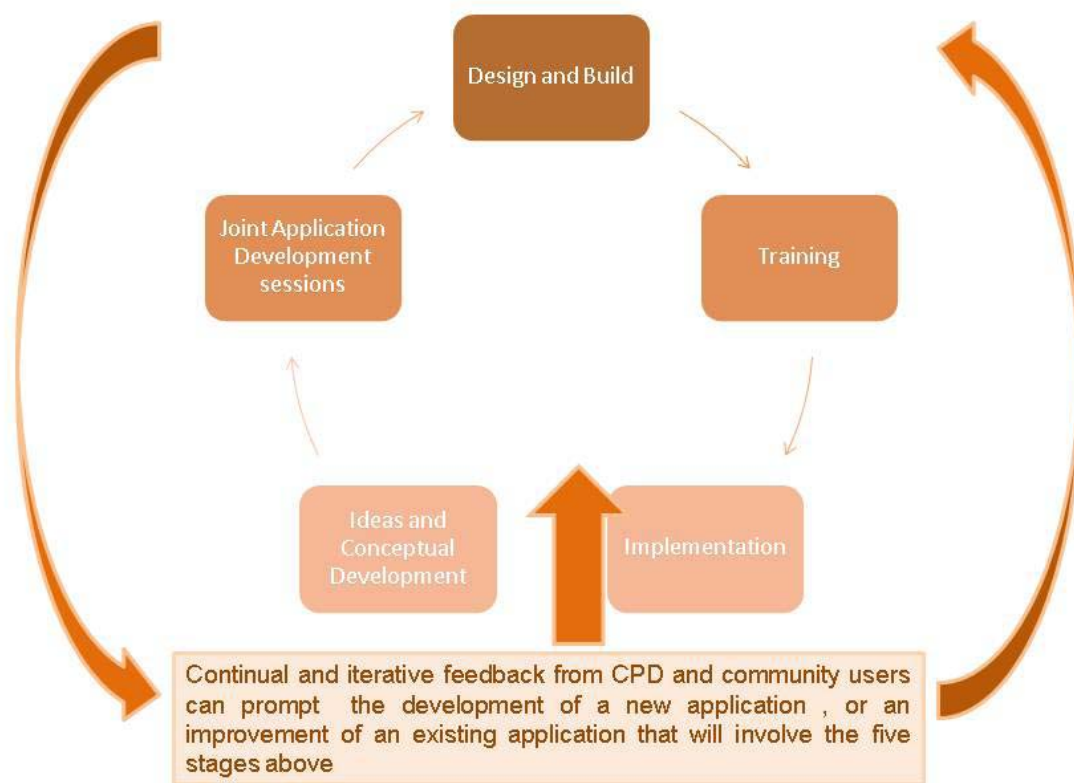 Design and Build
Joint Application
Development
sessions
Training
Ideas and
Conceptual
Development
Implementation
Continual and iterative feedback from CPD and community users
can prompt the development of a new application , or an
improvement of an existing application that will involve the five
stages above